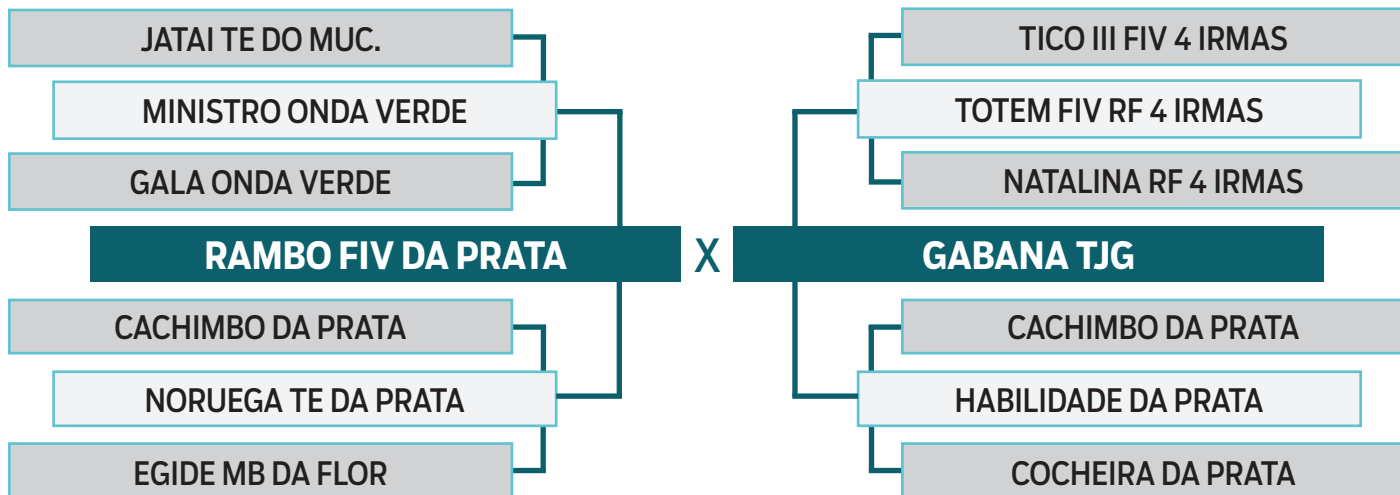 JATAI TE DO MUC.
MINISTRO ONDA VERDE
GALA ONDA VERDE
TICO III FIV 4 IRMAS
TOTEM FIV RF 4 IRMAS
NATALINA RF 4 IRMAS
RAMBO FIV DA PRATA X GABANA TJG
CACHIMBO DA PRATA
NORUEGA TE DA PRATA
EGIDE MB DA FLOR
CACHIMBO DA PRATA
HABILIDADE DA PRATA
COCHEIRA DA PRATA